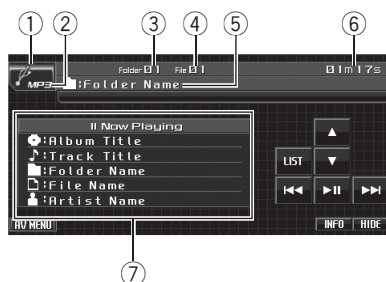 ① ② ③ ④ ⑤ ⑥
Folder 01 File 01 01m17s
MP3 :Folder Name
II Now Playing
:Album Title
:Track Title
:Folder Name
:File Name
:Artist Name
LIST
AV MENU INFO HIDE
⑦